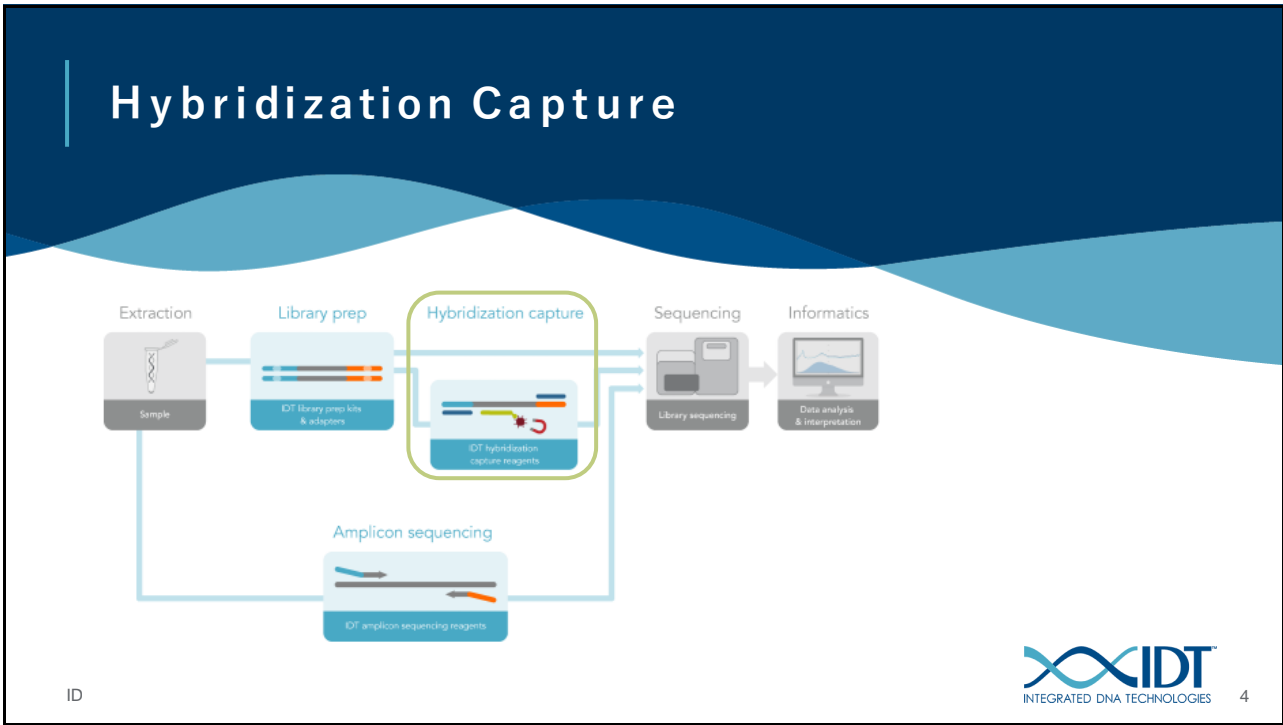 Hybridization Capture
Extraction
Library prep
Hybridization capture
Sequencing
Informatics
Sample
IDT library prep kits
& adapters
IDT hybridization
capture reagents
Library sequencing
Data analysis
& interpretation
Amplicon sequencing
IDT amplicon sequencing reagents
ID
IDT™
INTEGRATED DNA TECHNOLOGIES
4